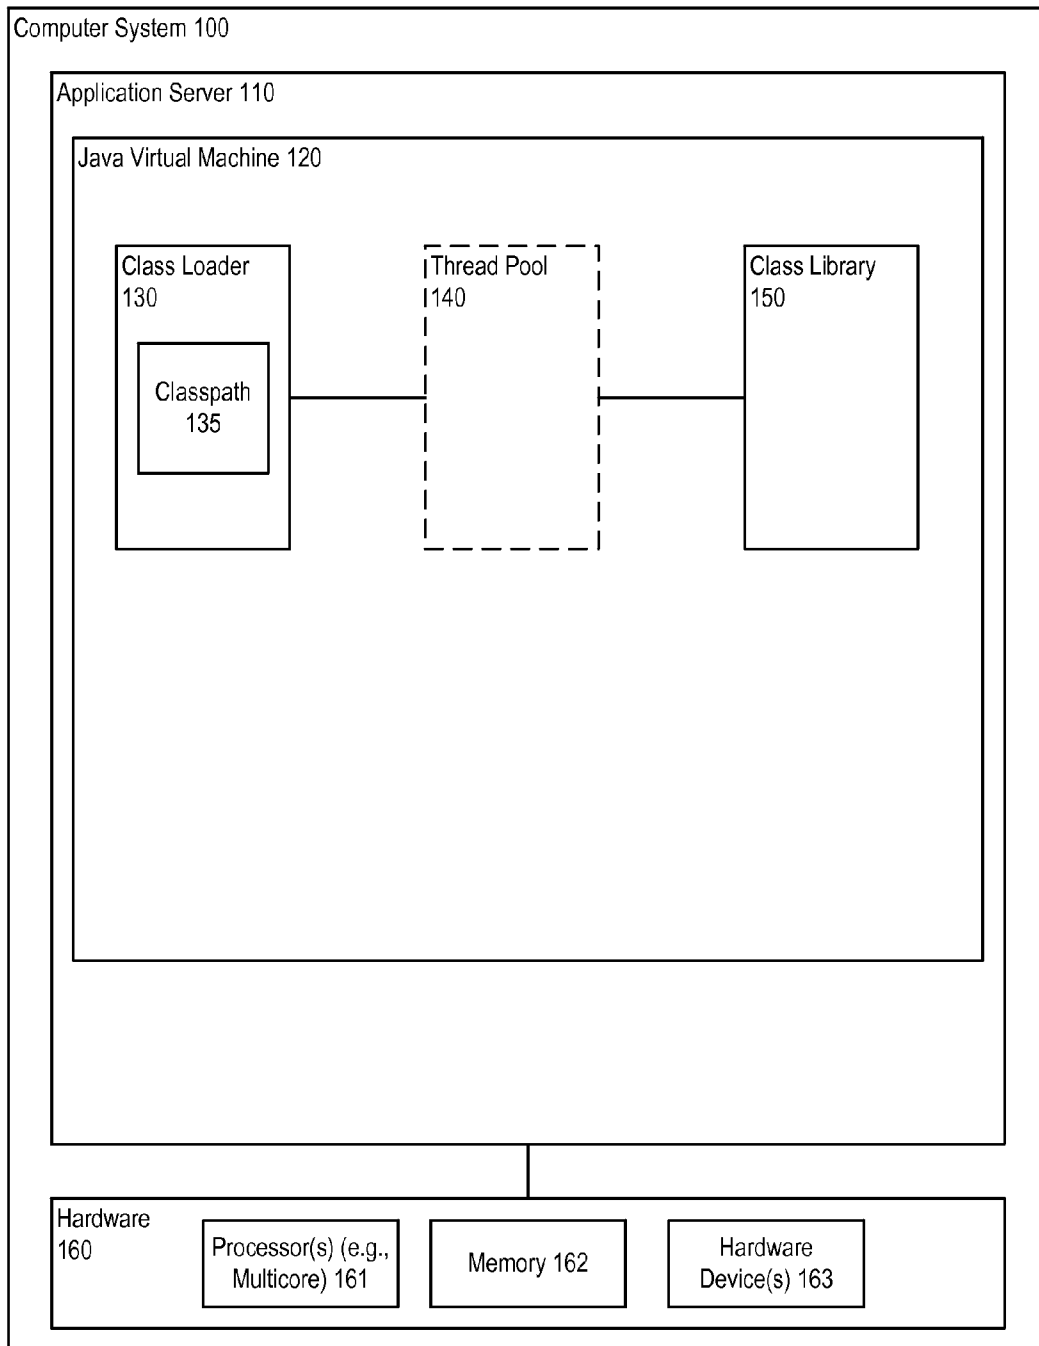 Computer System 100
Application Server 110
Java Virtual Machine 120
Class Loader
130
Classpath
135
Thread Pool
140
Class Library
150
Hardware
160
Processor(s) (e.g.,
Multicore) 161
Memory 162
Hardware
Device(s) 163